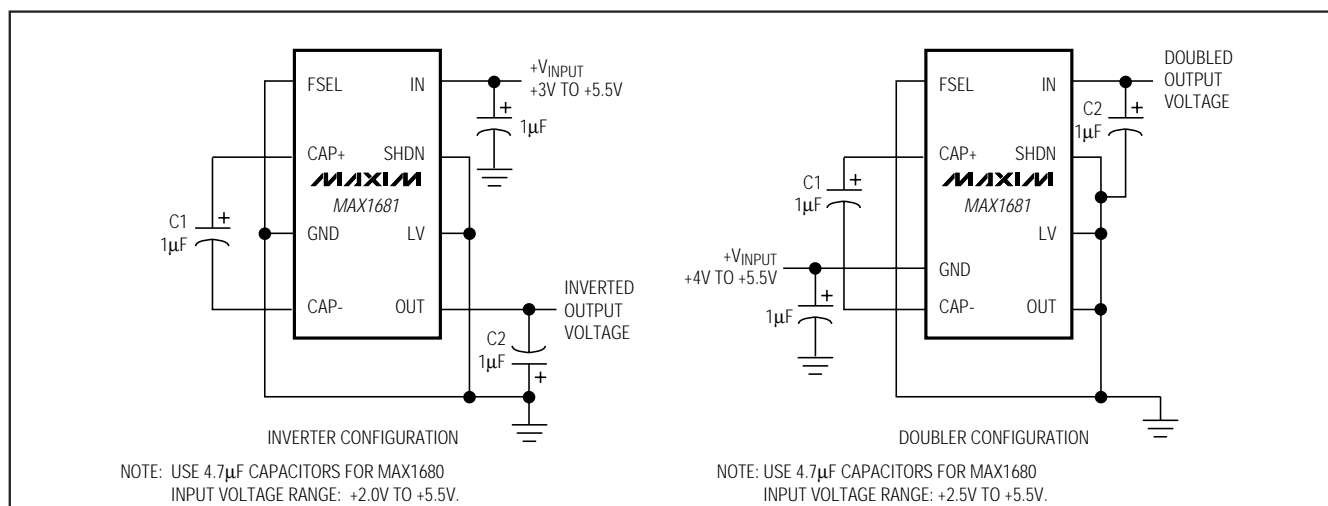 FSEL IN
+VINPUT
+3V TO +5.5V
+
1µF
CAP+ SHDN
MAXIM
MAX1681
C1
+
1µF
GND LV
CAP- OUT
INVERTED
OUTPUT
VOLTAGE
C2
1µF
+
INVERTER CONFIGURATION
NOTE: USE 4.7µF CAPACITORS FOR MAX1680
INPUT VOLTAGE RANGE: +2.0V TO +5.5V.
FSEL IN
DOUBLED
OUTPUT
VOLTAGE
C2
+
1µF
CAP+ SHDN
MAXIM
MAX1681
C1
+
1µF
LV
+VINPUT
+4V TO +5.5V
GND
+
1µF
CAP- OUT
DOUBLER CONFIGURATION
NOTE: USE 4.7µF CAPACITORS FOR MAX1680
INPUT VOLTAGE RANGE: +2.5V TO +5.5V.